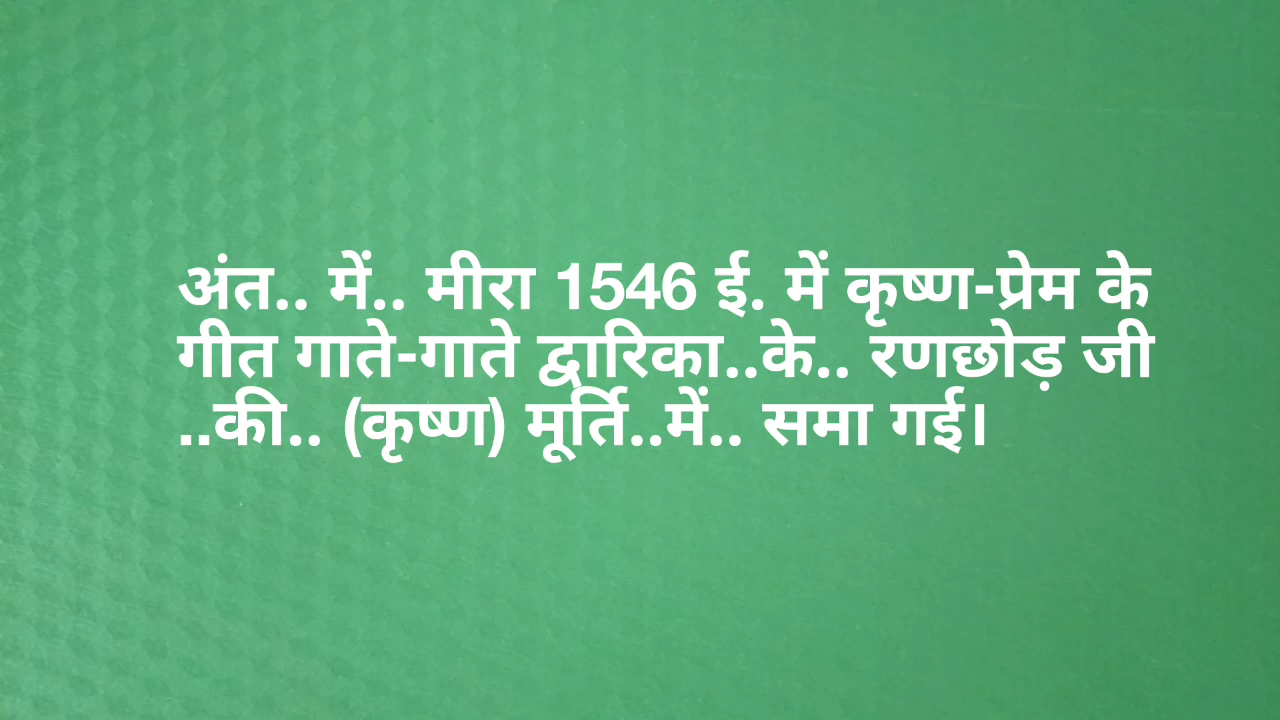 अंत.. में.. मीरा 1546 ई. में कृष्ण-प्रेम के
गीत गाते-गाते द्वारिका..के.. रणछोड़ जी
..की.. (कृष्ण) मूर्ति..में.. समा गई।